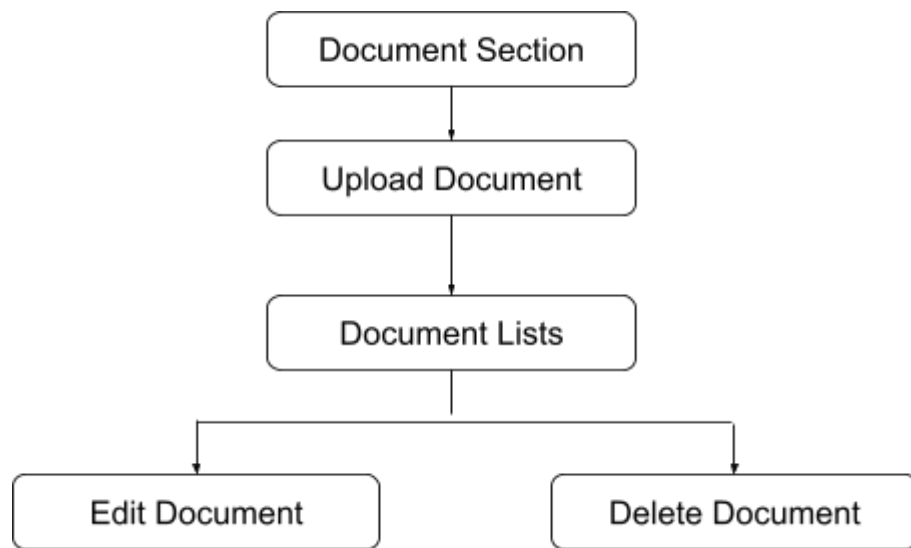 Document Section
Upload Document
Document Lists
Edit Document
Delete Document